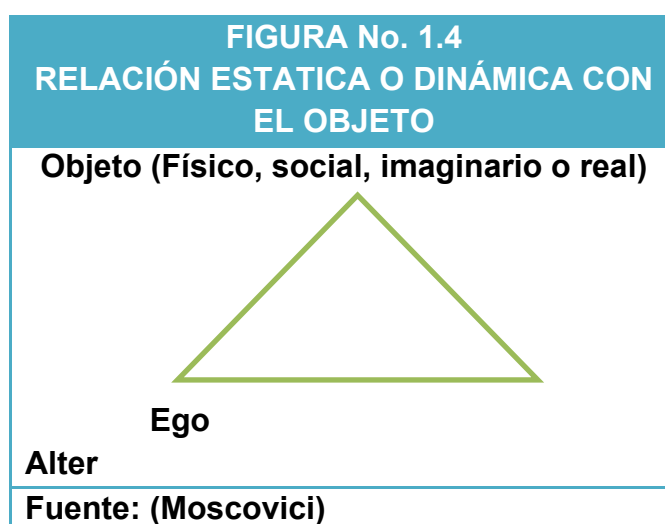 FIGURA No. 1.4
RELACIÓN ESTATICA O DINÁMICA CON
EL OBJETO
Objeto (Físico, social, imaginario o real)
Ego
Alter
Fuente: (Moscovici)